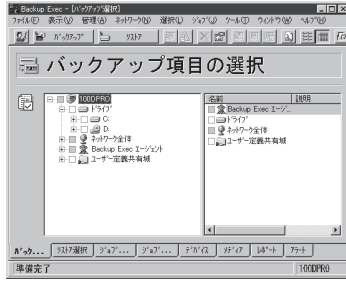 Backup Exec - [バックアップ選択]
ファイル(F) 表示(V) 管理(A) ネットワーク(W) 選択(L) ジョブ(J) ツール(T) ウィンドウ(W) ヘルプ(H)
バックアップ リストア
バックアップ項目の選択
100DPRO
ドライブ
C:
D:
ネットワーク全体
Backup Exec エージェント
ユーザー定義共有域
名前 説明
Backup Exec エージ...
ドライブ
ネットワーク全体
ユーザー定義共有域
バック... リストア選択 ジョブ... ジョブ... デバイス メディア レポート アラート
準備完了 100DPRO